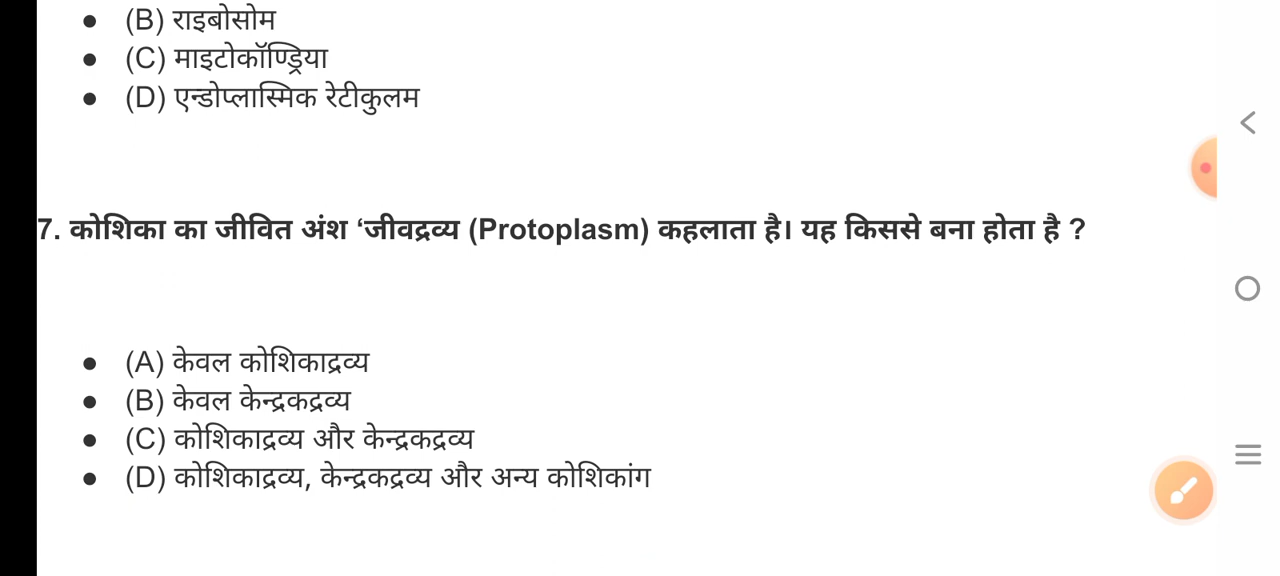 (B) राइबोसोम
(C) माइटोकॉण्ड्रिया
(D) एन्डोप्लास्मिक रेटीकुलम
7. कोशिका का जीवित अंश ‘जीवद्रव्य (Protoplasm) कहलाता है। यह किससे बना होता है ?
(A) केवल कोशिकाद्रव्य
(B) केवल केन्द्रकद्रव्य
(C) कोशिकाद्रव्य और केन्द्रकद्रव्य
(D) कोशिकाद्रव्य, केन्द्रकद्रव्य और अन्य कोशिकांग